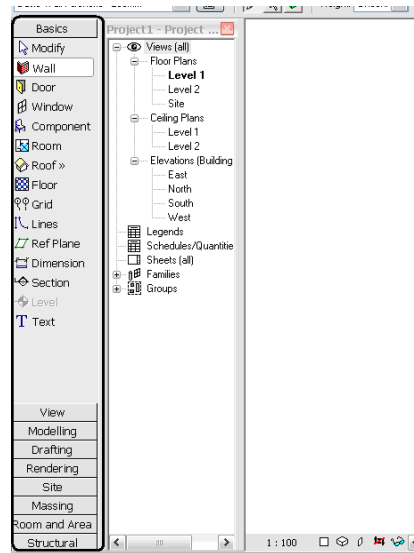 Basics
Modify
Wall
Door
Window
Component
Room
Roof »
Floor
Grid
Lines
Ref Plane
Dimension
Section
Level
Text
View
Modelling
Drafting
Rendering
Site
Massing
Room and Area
Structural
Project1 - Project ...
Views (all)
Floor Plans
Level 1
Level 2
Site
Ceiling Plans
Level 1
Level 2
Elevations (Building
East
North
South
West
Legends
Schedules/Quantitie
Sheets (all)
Families
Groups
1 : 100